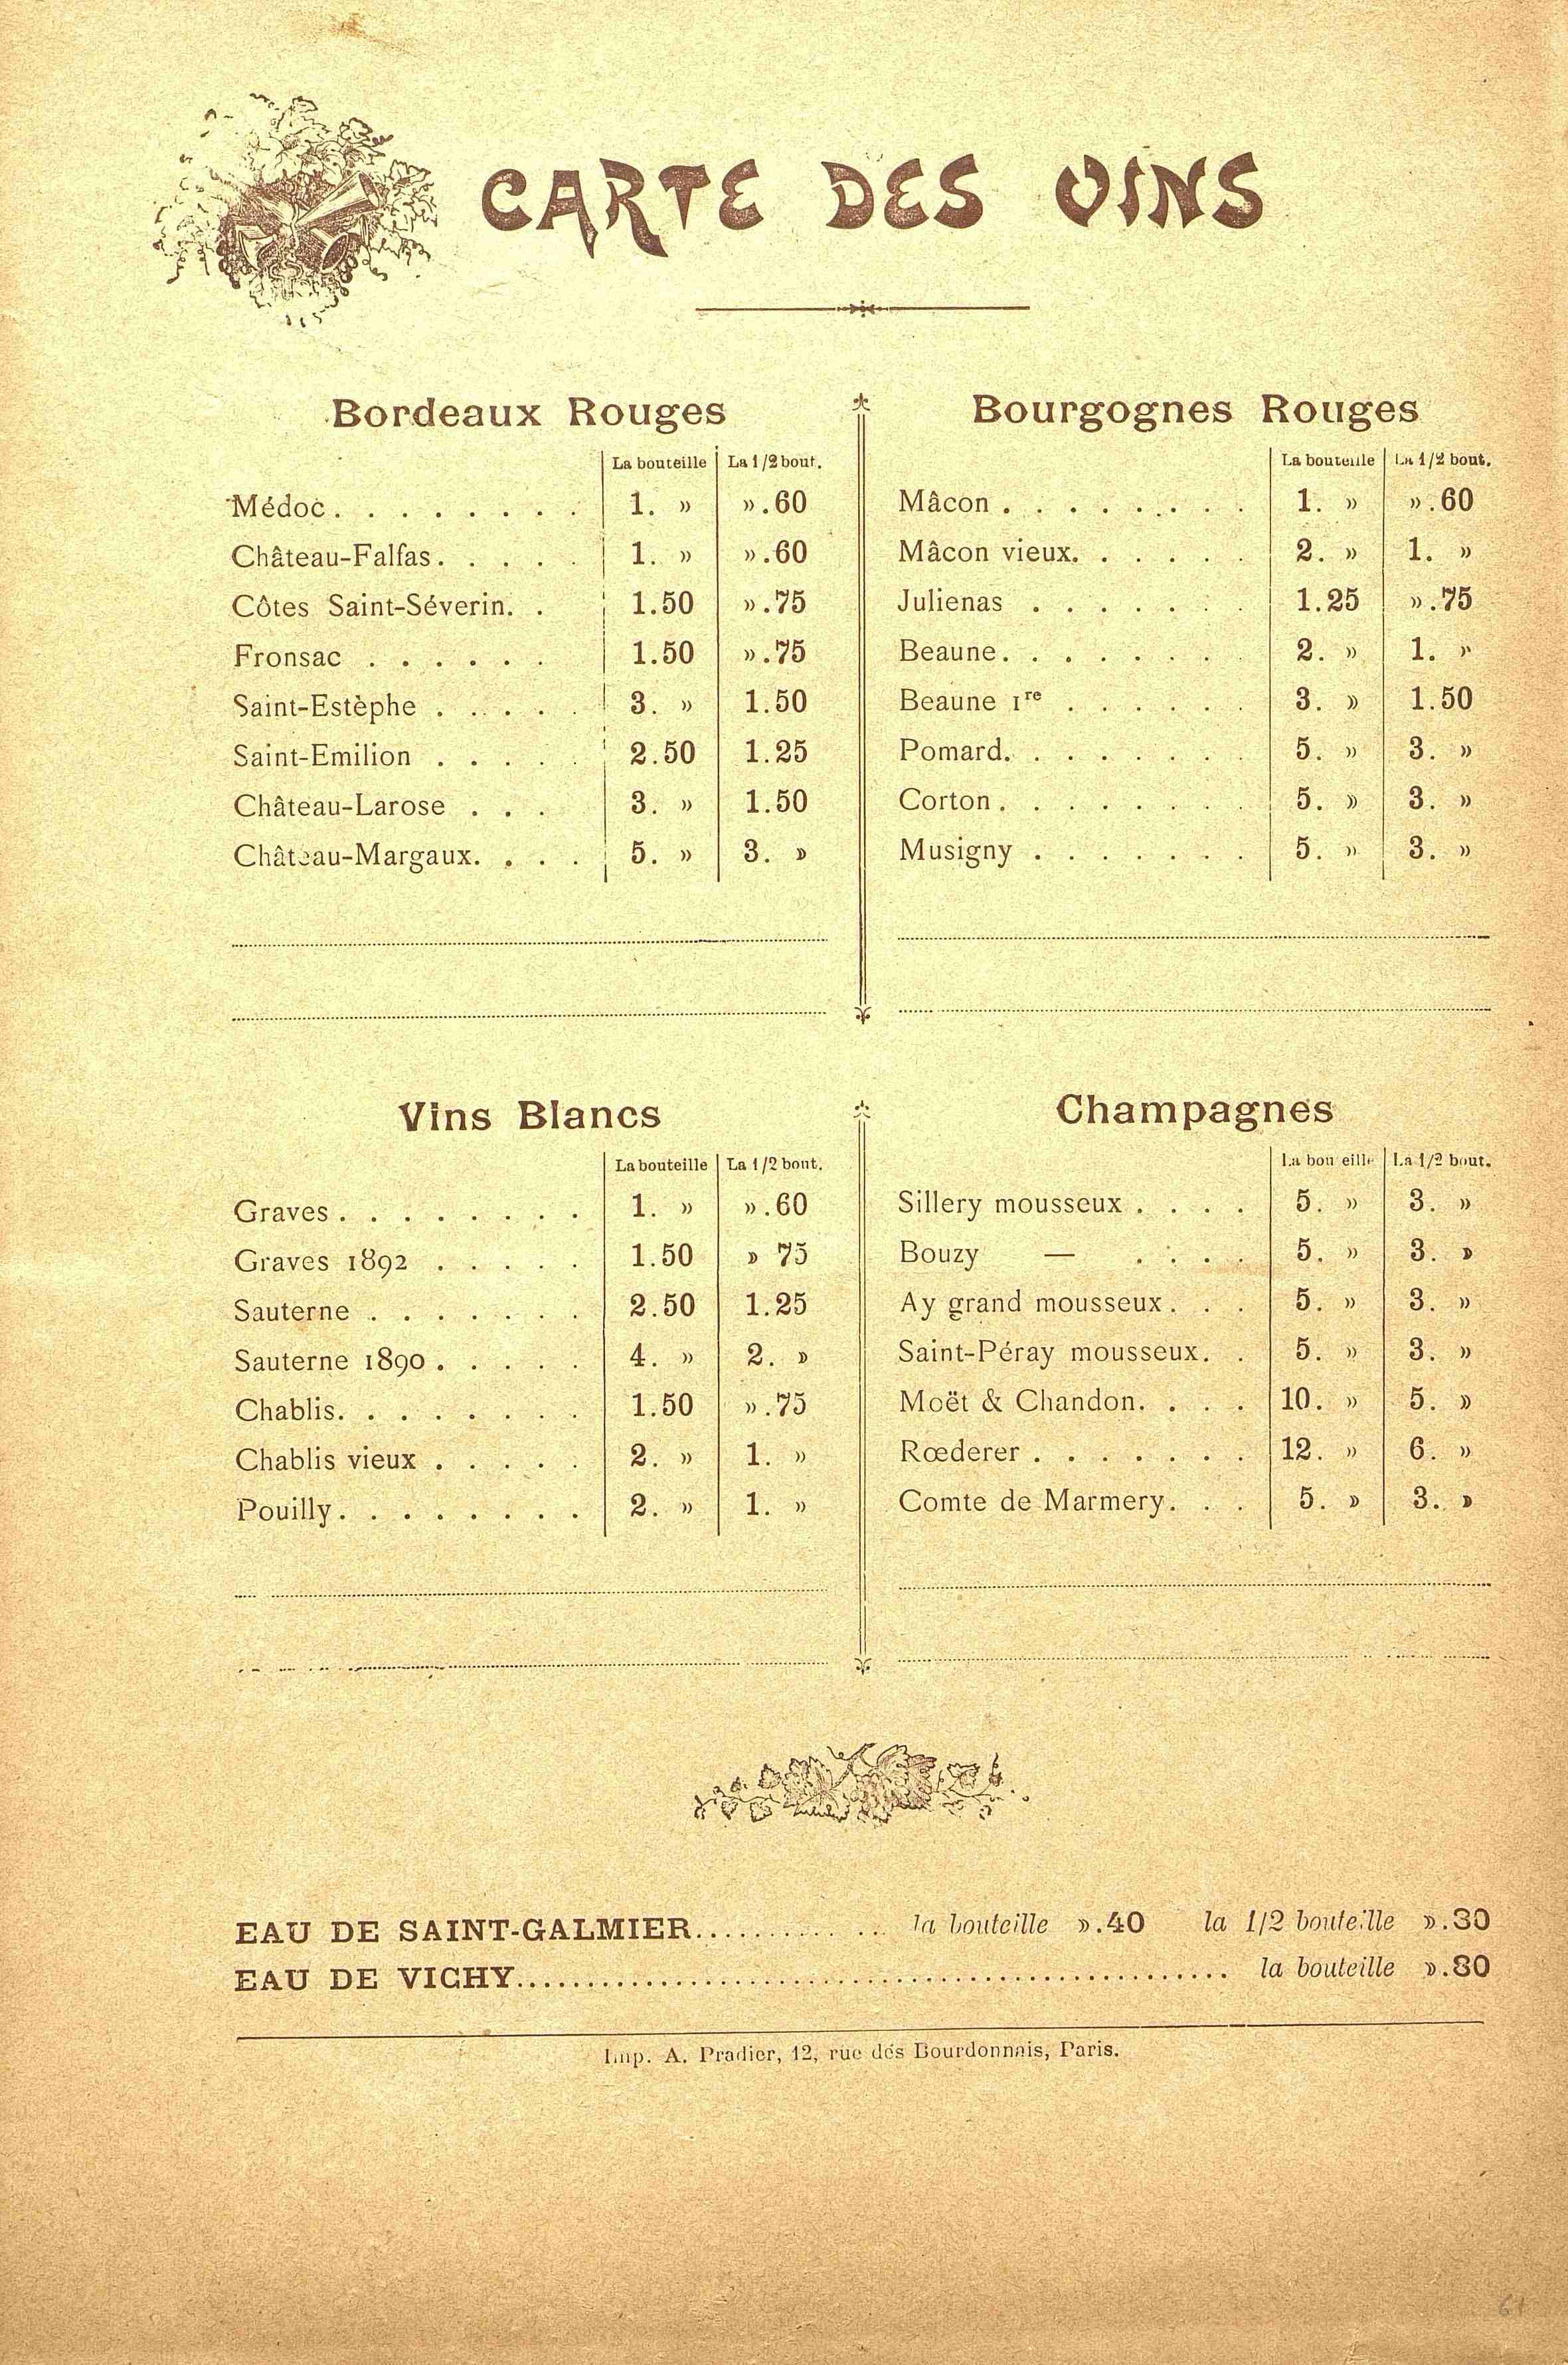 CARTE DES VINS
Bordeaux Rouges
La bouteille La 1/2 bout.
Médoc . . . . . . . . 1. » ».60
Château-Falfas . . . . . 1. » ».60
Côtes Saint-Séverin. . 1.50 ».75
Fronsac . . . . . . 1.50 ».75
Saint-Estèphe . . . . . 3. » 1.50
Saint-Emilion . . . . . 2.50 1.25
Château-Larose . . . 3. » 1.50
Château-Margaux. . . . 5. » 3. »
Bourgognes Rouges
La bouteille La 1/2 bout.
Mâcon . . . . . . . . 1. » ».60
Mâcon vieux. . . . . . 2. » 1. »
Julienas . . . . . . . 1.25 ».75
Beaune. . . . . . . . 2. » 1. »
Beaune 1re . . . . . . 3. » 1.50
Pomard. . . . . . . . 5. » 3. »
Corton . . . . . . . . 5. » 3. »
Musigny . . . . . . . 5. » 3. »
Vins Blancs
La bouteille La 1/2 bout.
Graves . . . . . . . . 1. » ».60
Graves 1892 . . . . . 1.50 » 75
Sauterne . . . . . . . 2.50 1.25
Sauterne 1890 . . . . . 4. » 2. »
Chablis. . . . . . . . 1.50 ».75
Chablis vieux . . . . . 2. » 1. »
Pouilly. . . . . . . . 2. » 1. »
Champagnes
La bouteille La 1/2 bout.
Sillery mousseux . . . . 5. » 3. »
Bouzy — . . . . 5. » 3. »
Ay grand mousseux . . . 5. » 3. »
Saint-Péray mousseux. . 5. » 3. »
Moët & Chandon. . . . 10. » 5. »
Rœderer . . . . . . . 12. » 6. »
Comte de Marmery. . . 5. » 3. »
EAU DE SAINT-GALMIER............. la bouteille ».40 la 1/2 bouteille ».30
EAU DE VICHY.................................................. la bouteille ».80
Imp. A. Pradier, 12, rue des Bourdonnais, Paris.
61